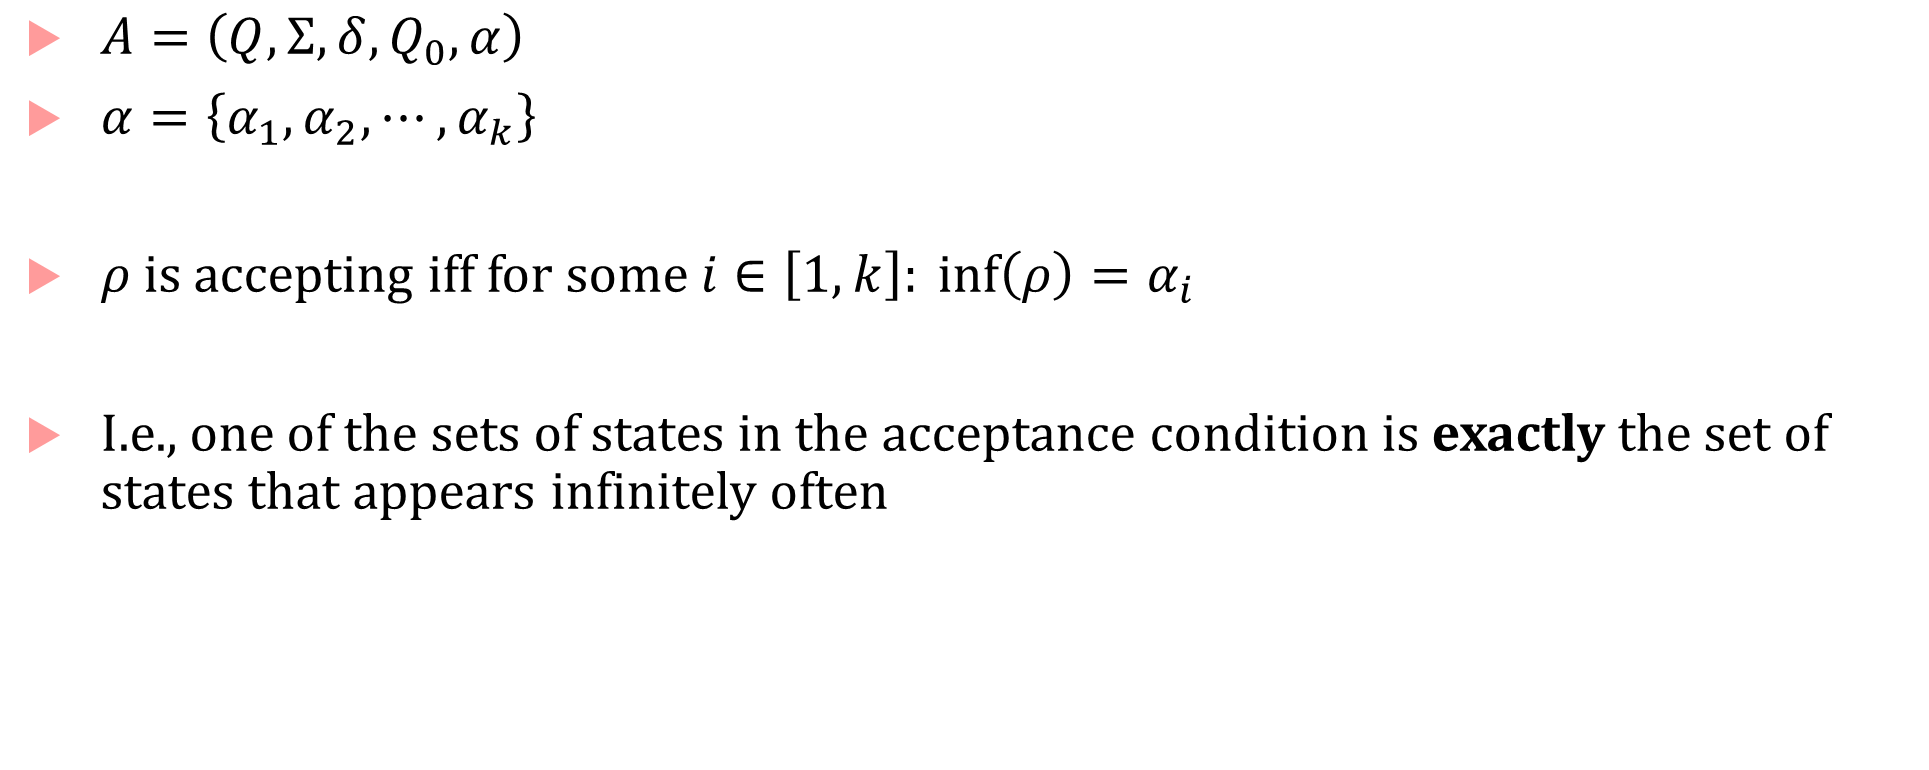 A = (Q, Σ, δ, Q₀, α)
α = {α₁, α₂, ⋯ , αₖ}
ρ is accepting iff for some i ∈ [1, k]: inf(ρ) = αᵢ
I.e., one of the sets of states in the acceptance condition is exactly the set of
states that appears infinitely often